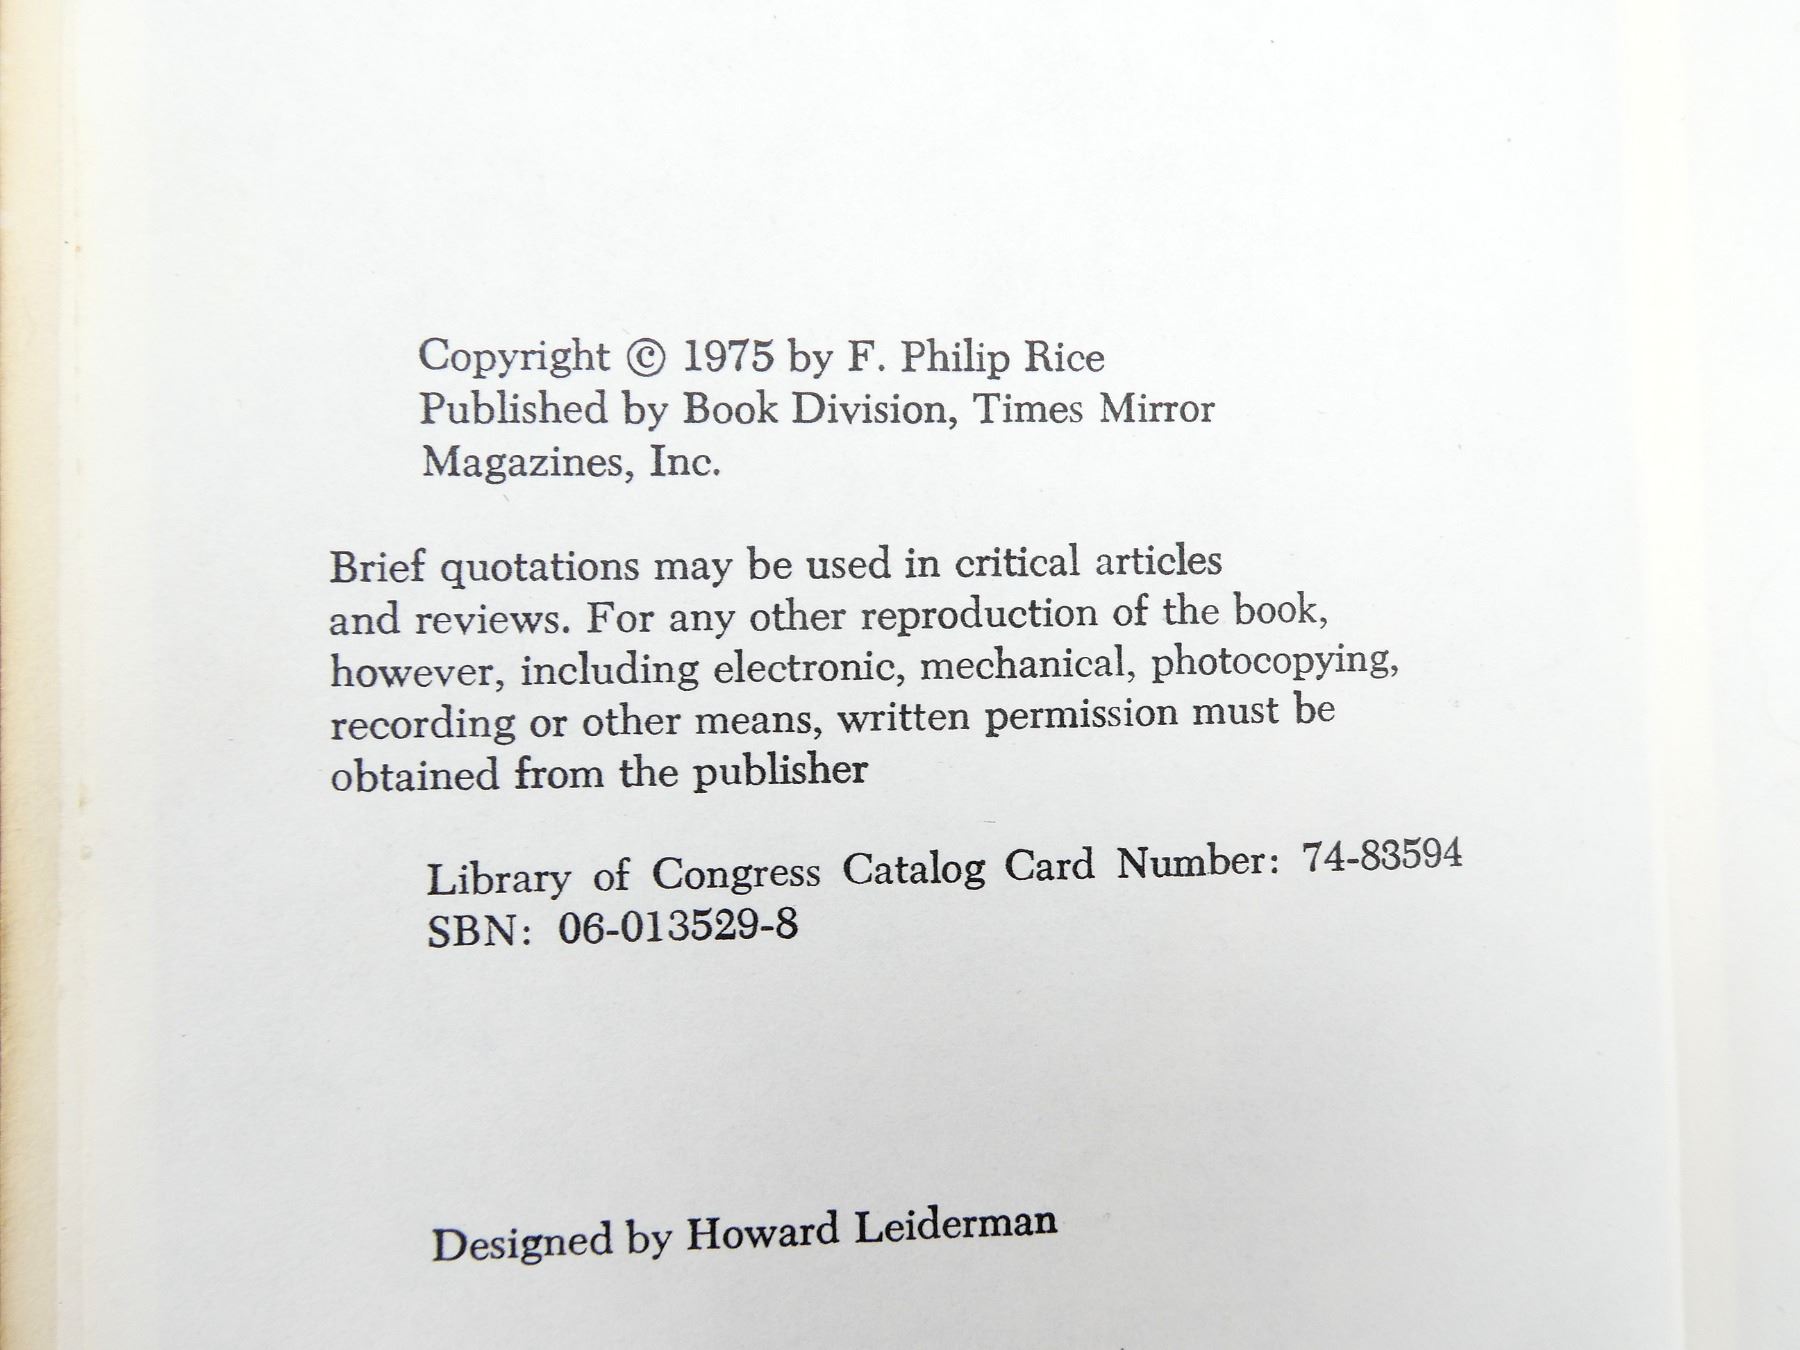 Copyright © 1975 by F. Philip Rice
Published by Book Division, Times Mirror
Magazines, Inc.
Brief quotations may be used in critical articles
and reviews. For any other reproduction of the book,
however, including electronic, mechanical, photocopying,
recording or other means, written permission must be
obtained from the publisher
Library of Congress Catalog Card Number: 74-83594
SBN: 06-013529-8
Designed by Howard Leiderman